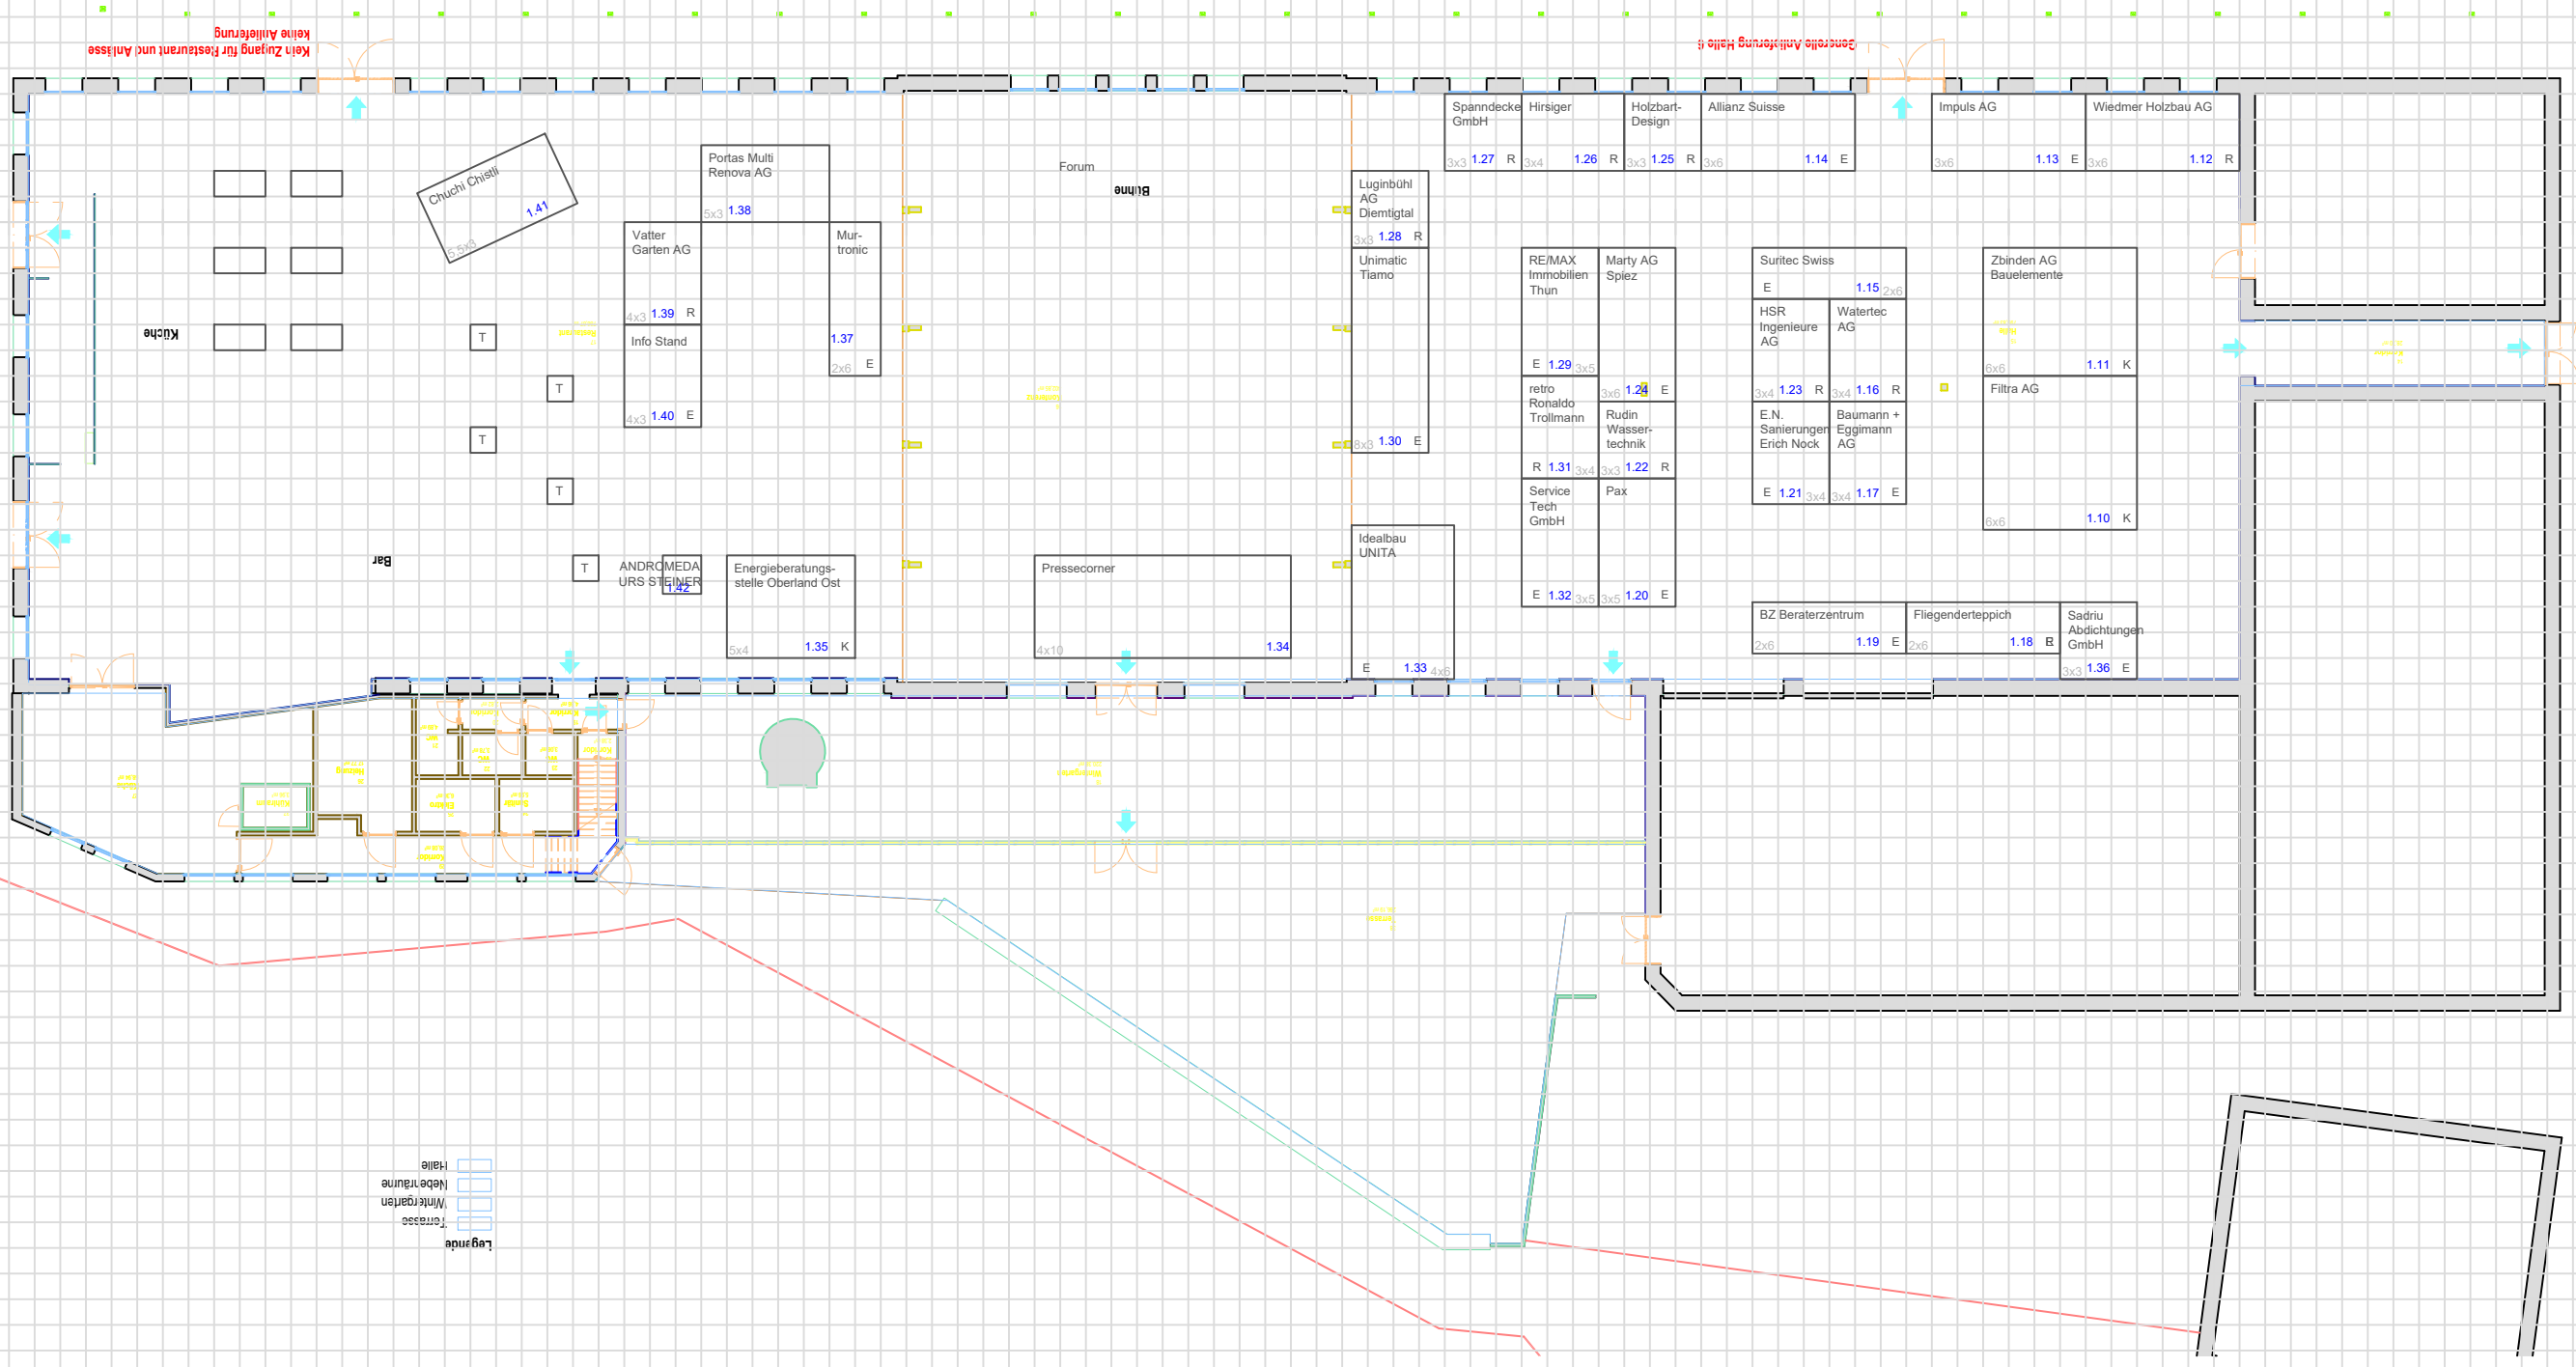 Kein Zugang für Restaurant und Anlässe
keine Anlieferung
Generelle Anlieferung Halle 6
Spanndecken
GmbH
3x3 1.27 R
Hirsiger
3x4 1.26 R
Holzbart-
Design
3x3 1.25 R
Allianz Suisse
3x6 1.14 E
Impuls AG
3x6 1.13 E
Wiedmer Holzbau AG
3x6 1.12 R
Chuchi Chistli
1.41
5.5x3
Portas Multi
Renova AG
5x3 1.38
Forum
Bühne
Luginbühl
AG
Diemtigtal
3x3 1.28 R
Vatter
Garten AG
4x3 1.39 R
Mur-
tronic
1.37
2x6 E
Unimatic
Tiamo
8x3 1.30 E
RE/MAX
Immobilien
Thun
E 1.29 3x5
Marty AG
Spiez
3x6 1.24 E
Suritec Swiss
E 1.15 2x6
Zbinden AG
Bauelemente
6x6 1.11 K
HSR
Ingenieure
AG
3x4 1.23 R
Watertec
AG
3x4 1.16 R
Küche
T
T
T
T
T
Info Stand
4x3 1.40 E
retro
Ronaldo
Trollmann
R 1.31 3x4
Rudin
Wasser-
technik
3x3 1.22 R
E.N.
Sanierungen
Erich Nock
E 1.21 3x4
Baumann +
Eggimann
AG
3x4 1.17 E
Filtra AG
6x6 1.10 K
Service
Tech
GmbH
E 1.32 3x5
Pax
3x5 1.20 E
Bar
ANDROMEDA
URS STEINER
1.42
Energieberatungs-
stelle Oberland Ost
5x4 1.35 K
Pressecorner
4x10 1.34
Idealbau
UNITA
E 1.33 4x6
BZ Beraterzentrum
2x6 1.19 E
Fliegenderteppich
2x6 1.18
Sadriu
Abdichtungen
GmbH
3x3 1.36 E
Restaurant
Korridor
Heizung
Kühlraum
Elektro
Korridor
Wintergarten
Terrasse
Legende
Terrasse
Wintergarten
Nebenräume
Halle